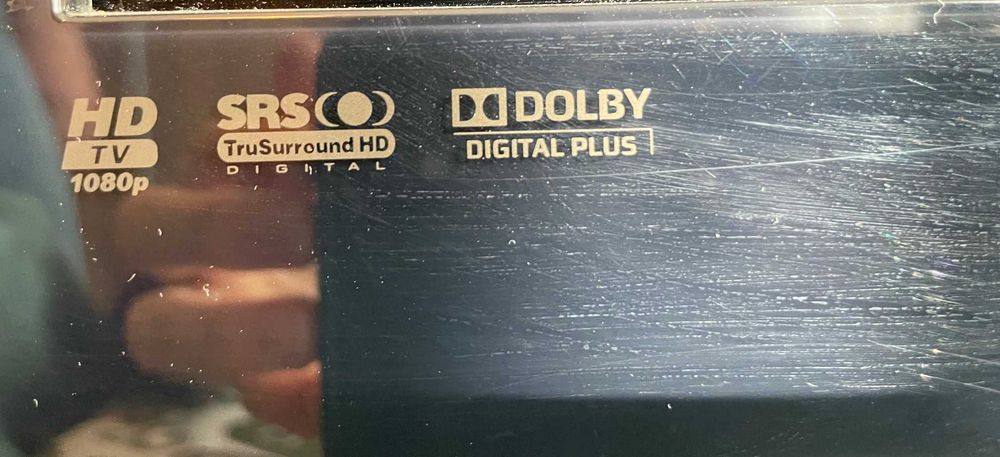 HD
TV
1080p
SRS
TruSurround HD
DIGITAL
DOLBY
DIGITAL PLUS